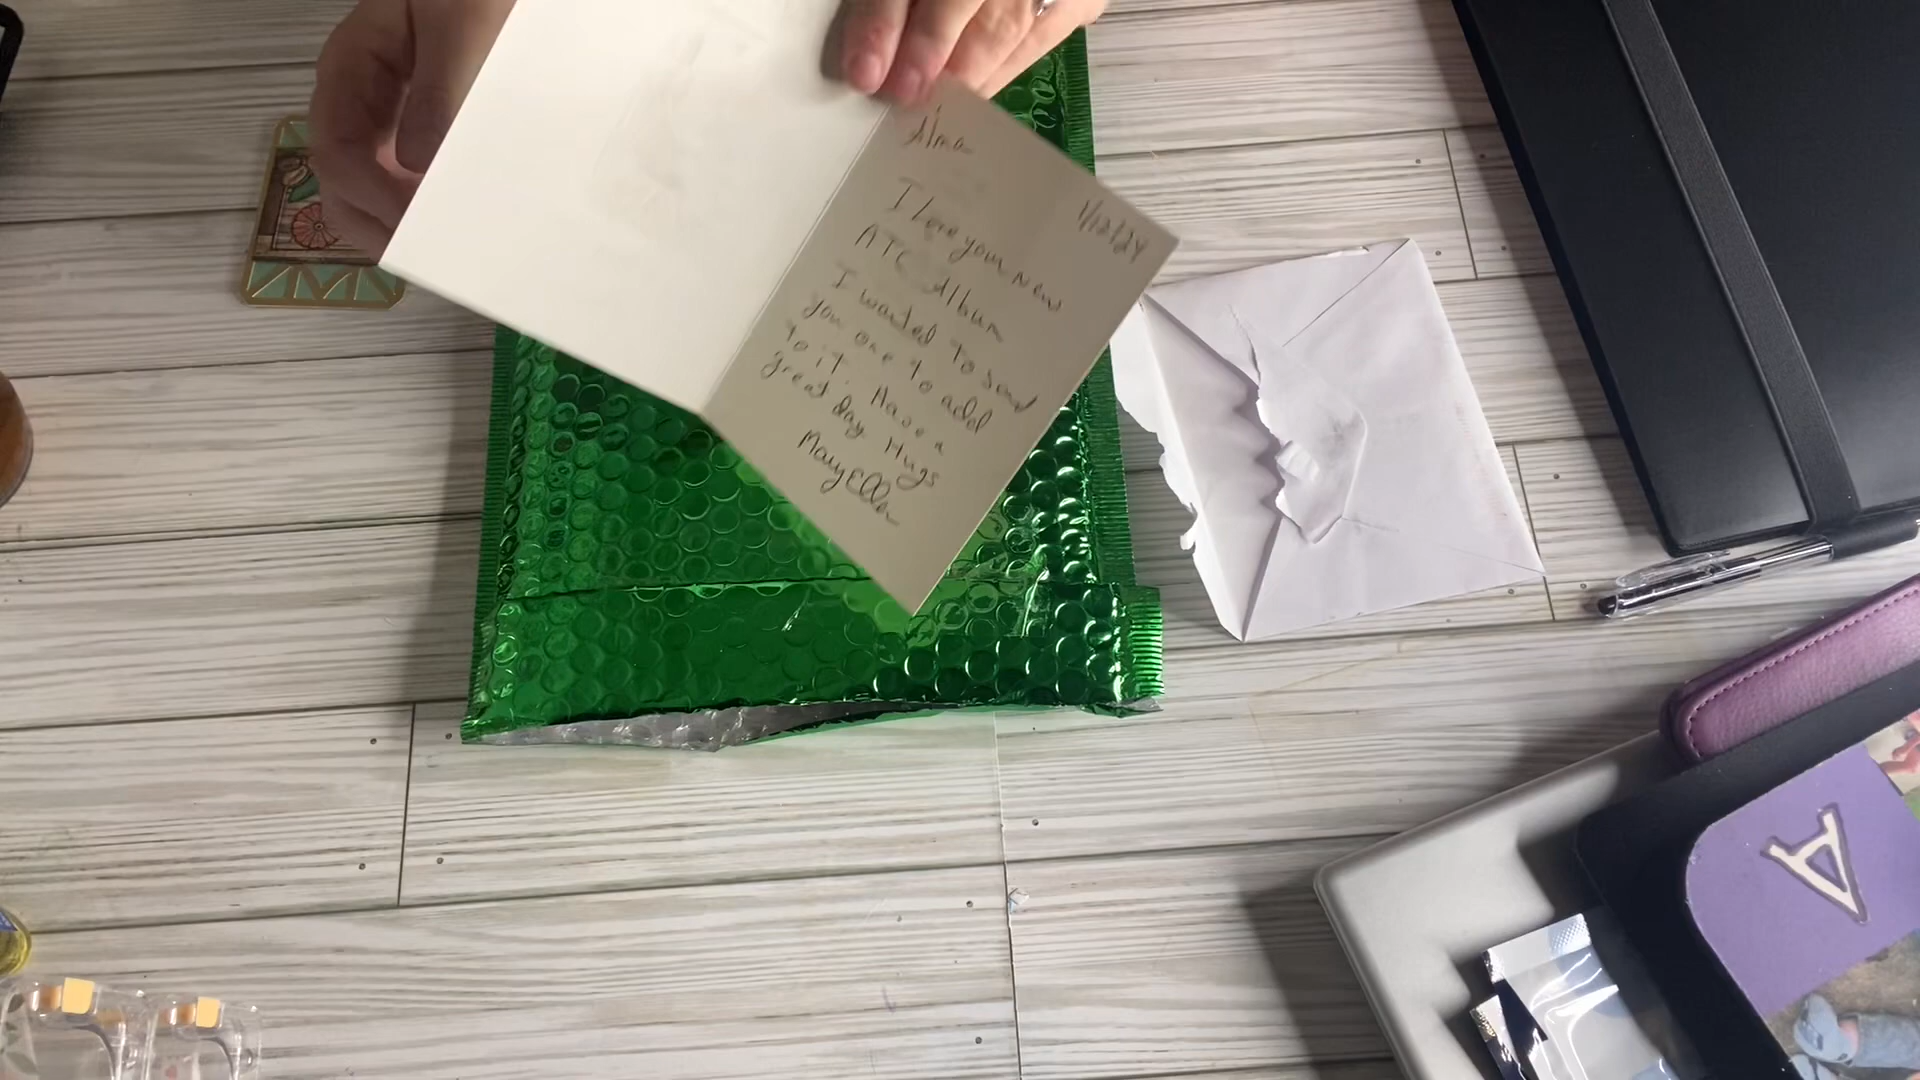 Alma
1/12/24
I love your new
ATC Album
I wanted to send
you one to add
to it. Have a
great day Hugs
MaryEllen
A